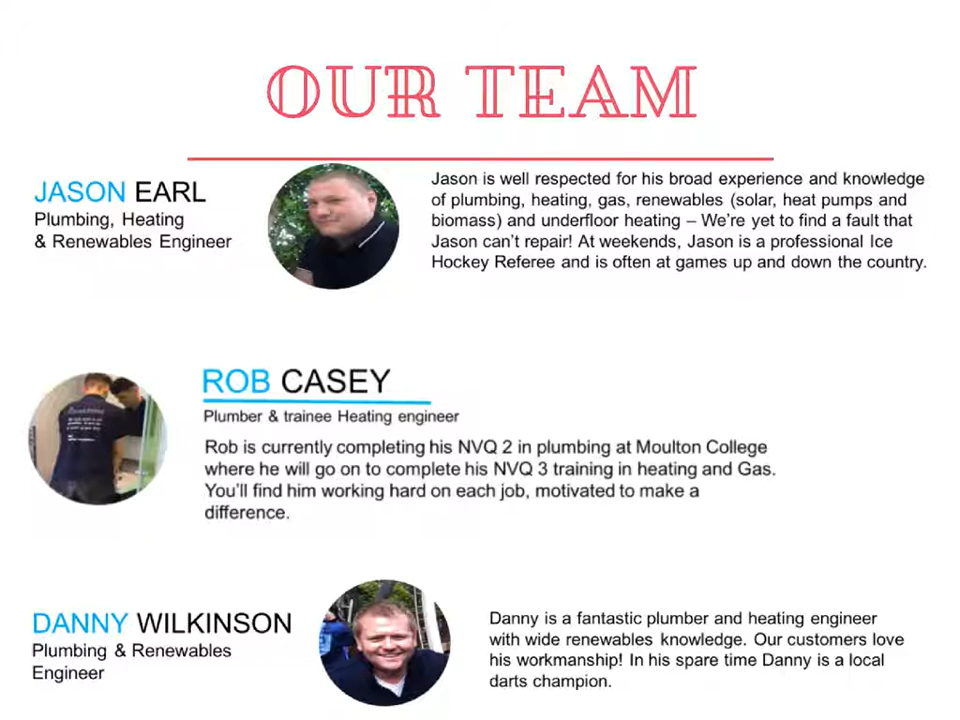 OUR TEAM
JASON EARL
Plumbing, Heating
& Renewables Engineer
Jason is well respected for his broad experience and knowledge
of plumbing, heating, gas, renewables (solar, heat pumps and
biomass) and underfloor heating – We're yet to find a fault that
Jason can't repair! At weekends, Jason is a professional Ice
Hockey Referee and is often at games up and down the country.
ROB CASEY
Plumber & trainee Heating engineer
Rob is currently completing his NVQ 2 in plumbing at Moulton College
where he will go on to complete his NVQ 3 training in heating and Gas.
You'll find him working hard on each job, motivated to make a
difference.
DANNY WILKINSON
Plumbing & Renewables
Engineer
Danny is a fantastic plumber and heating engineer
with wide renewables knowledge. Our customers love
his workmanship! In his spare time Danny is a local
darts champion.